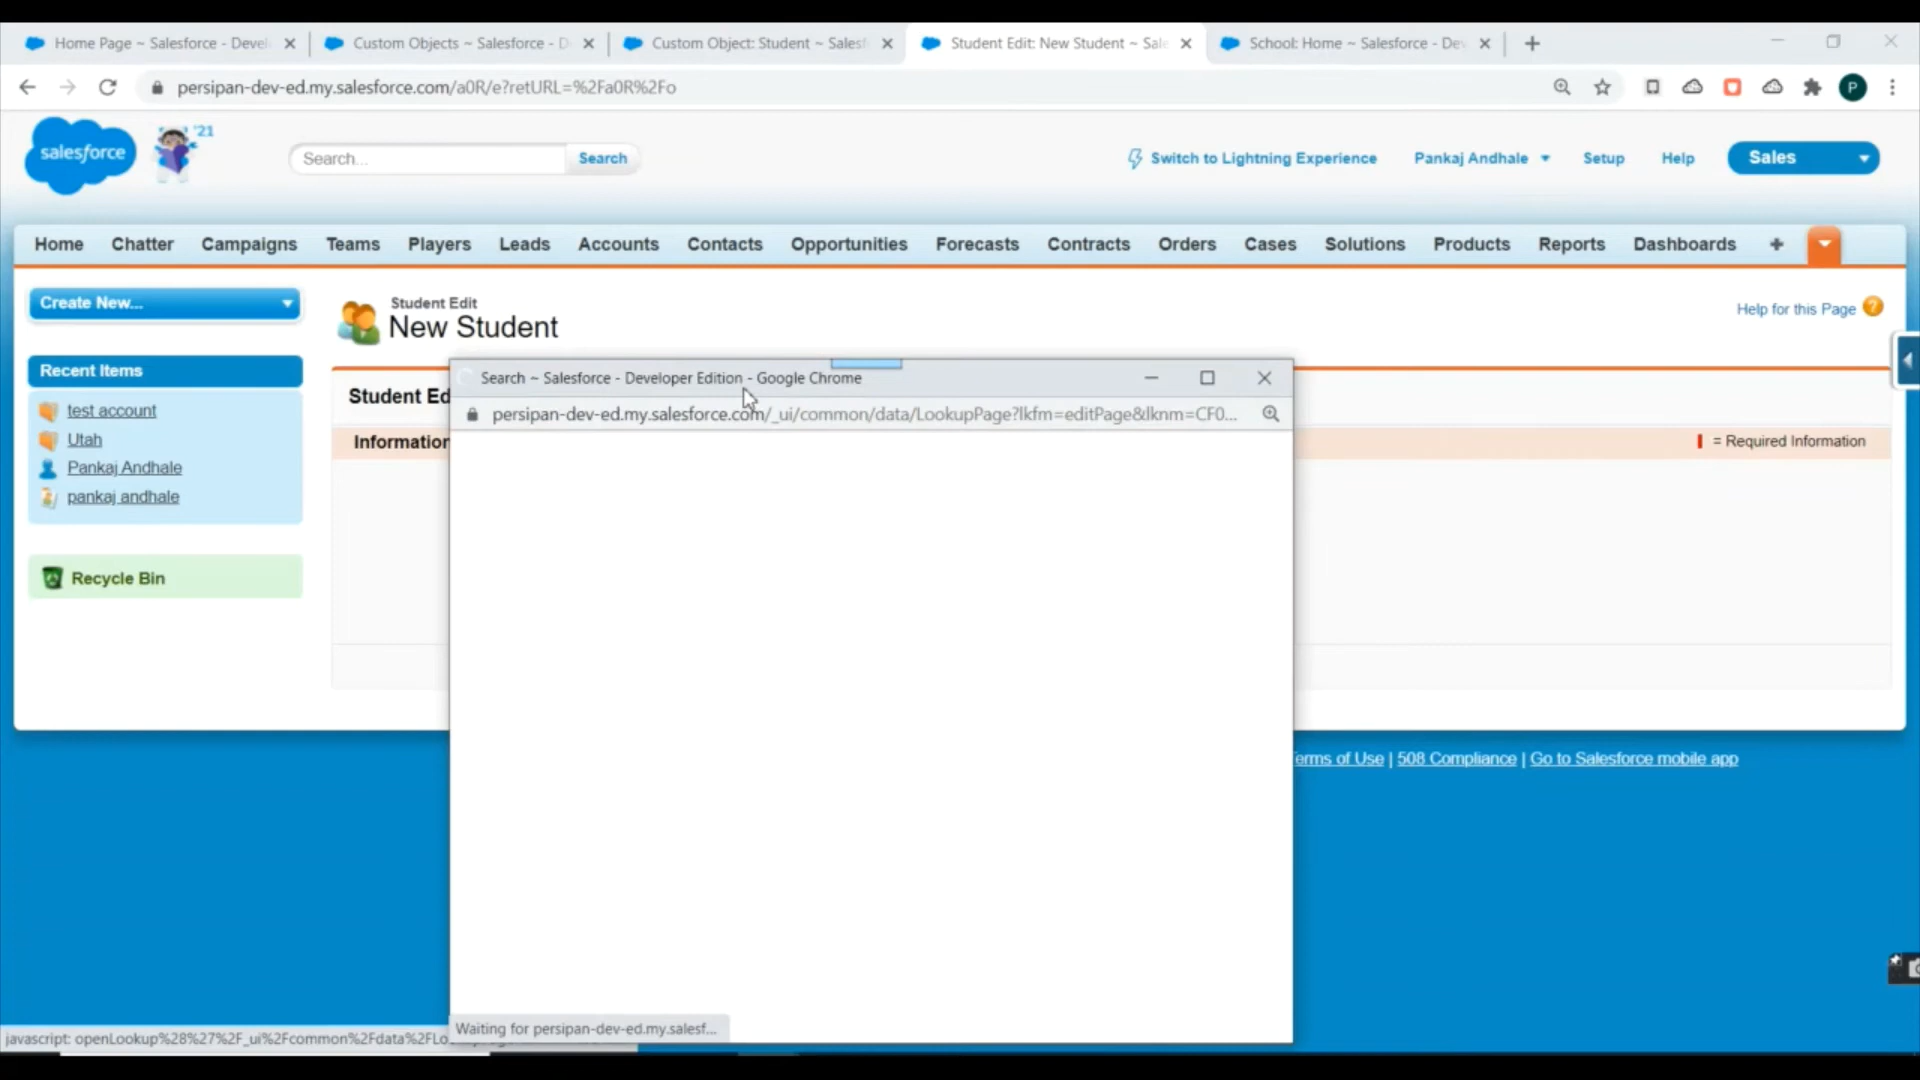 Home Page ~ Salesforce - Devel
Custom Objects ~ Salesforce - D
Custom Object: Student ~ Salesf
Student Edit: New Student ~ Sale
School: Home ~ Salesforce - Dev
persipan-dev-ed.my.salesforce.com/a0R/e?retURL=%2Fa0R%2Fo
P
salesforce
'21
Search...
Search
Switch to Lightning Experience
Pankaj Andhale
Setup
Help
Sales
Home
Chatter
Campaigns
Teams
Players
Leads
Accounts
Contacts
Opportunities
Forecasts
Contracts
Orders
Cases
Solutions
Products
Reports
Dashboards
+
Create New...
Student Edit
New Student
Help for this Page ?
Recent Items
test account
Utah
Pankaj Andhale
pankaj andhale
Recycle Bin
Student Ed
Information
= Required Information
Search ~ Salesforce - Developer Edition - Google Chrome
persipan-dev-ed.my.salesforce.com/_ui/common/data/LookupPage?lkfm=editPage&lknm=CF0...
Terms of Use | 508 Compliance | Go to Salesforce mobile app
Waiting for persipan-dev-ed.my.salesf...
javascript: openLookup%28%27%2F_ui%2Fcommon%2Fdata%2FLo